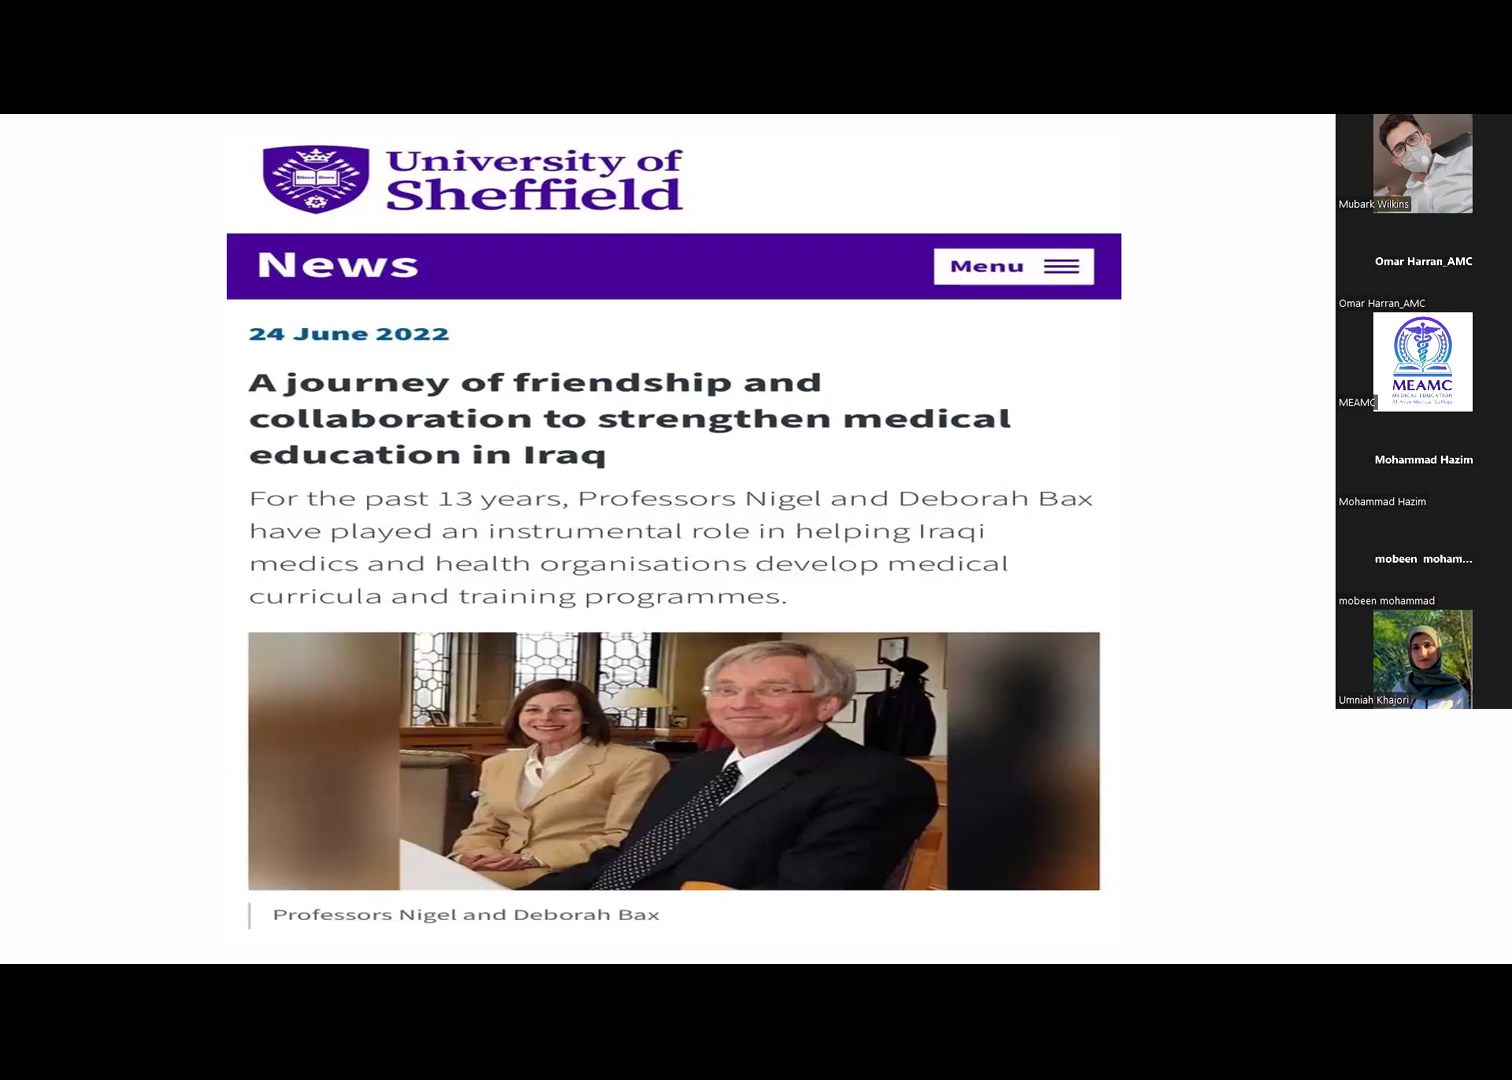 University of
Sheffield
News
Menu
24 June 2022
A journey of friendship and
collaboration to strengthen medical
education in Iraq
For the past 13 years, Professors Nigel and Deborah Bax
have played an instrumental role in helping Iraqi
medics and health organisations develop medical
curricula and training programmes.
Professors Nigel and Deborah Bax
Mubark Wilkins
Omar Harran_AMC
Omar Harran_AMC
MEAMC
MEDICAL EDUCATION
MEAMC
Mohammad Hazim
Mohammad Hazim
mobeen moham...
mobeen mohammad
Umniah Khajori